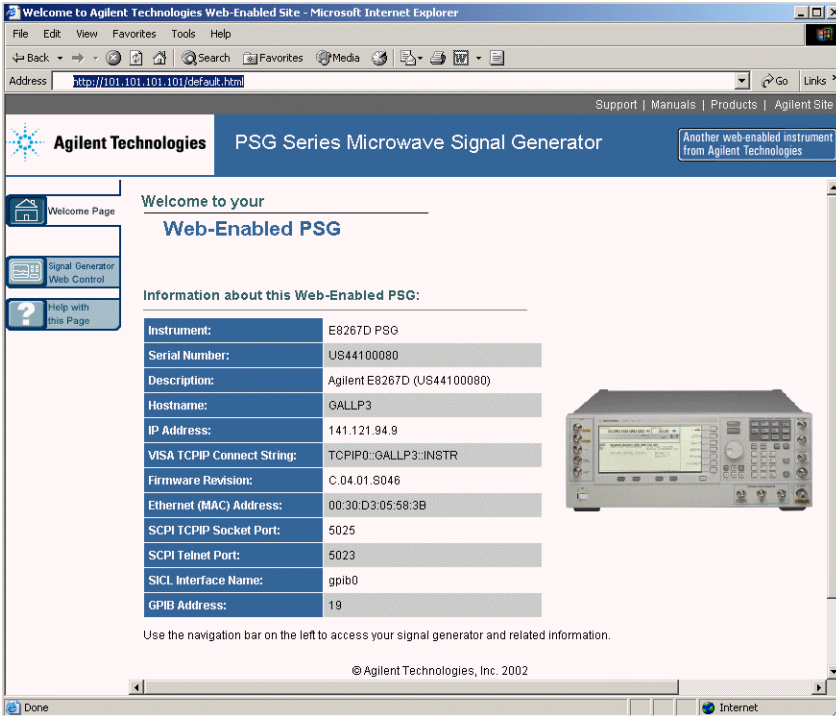 Welcome to Agilent Technologies Web-Enabled Site - Microsoft Internet Explorer
File Edit View Favorites Tools Help
Back Search Favorites Media
Address http://101.101.101.101/default.html Go Links
Support | Manuals | Products | Agilent Site
Agilent Technologies PSG Series Microwave Signal Generator
Another web-enabled instrument
from Agilent Technologies
Welcome Page
Signal Generator
Web Control
Help with
this Page
Welcome to your
Web-Enabled PSG
Information about this Web-Enabled PSG:
Instrument: E8267D PSG
Serial Number: US44100080
Description: Agilent E8267D (US44100080)
Hostname: GALLP3
IP Address: 141.121.94.9
VISA TCPIP Connect String: TCPIP0::GALLP3::INSTR
Firmware Revision: C.04.01.S046
Ethernet (MAC) Address: 00:30:D3:05:58:3B
SCPI TCPIP Socket Port: 5025
SCPI Telnet Port: 5023
SICL Interface Name: gpib0
GPIB Address: 19
Use the navigation bar on the left to access your signal generator and related information.
© Agilent Technologies, Inc. 2002
Done Internet